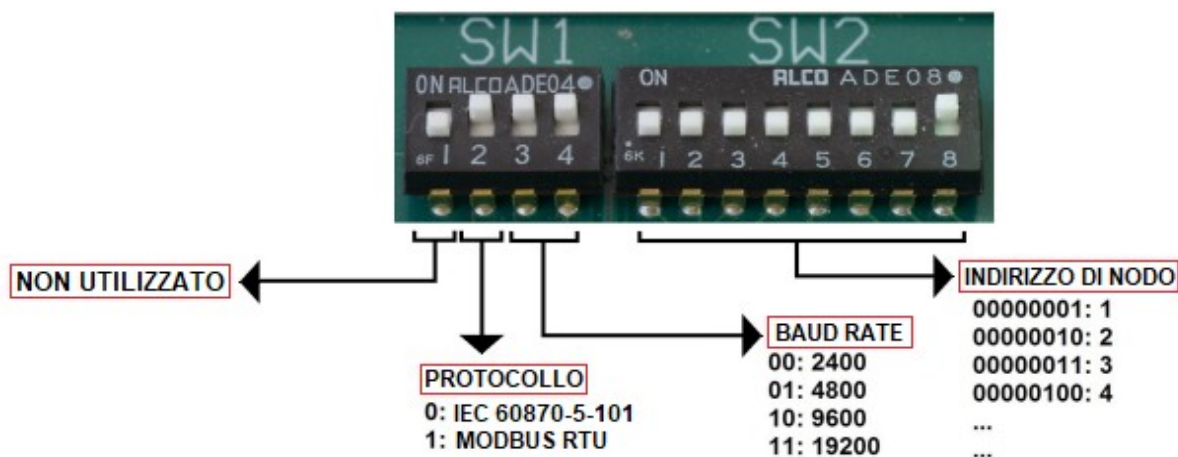 SW1 SW2
ON ALCO ADE04
ON ALCO ADE08
6F 1 2 3 4
6K 1 2 3 4 5 6 7 8
NON UTILIZZATO
INDIRIZZO DI NODO
00000001: 1
00000010: 2
00000011: 3
00000100: 4
...
...
BAUD RATE
00: 2400
01: 4800
10: 9600
11: 19200
PROTOCOLLO
0: IEC 60870-5-101
1: MODBUS RTU